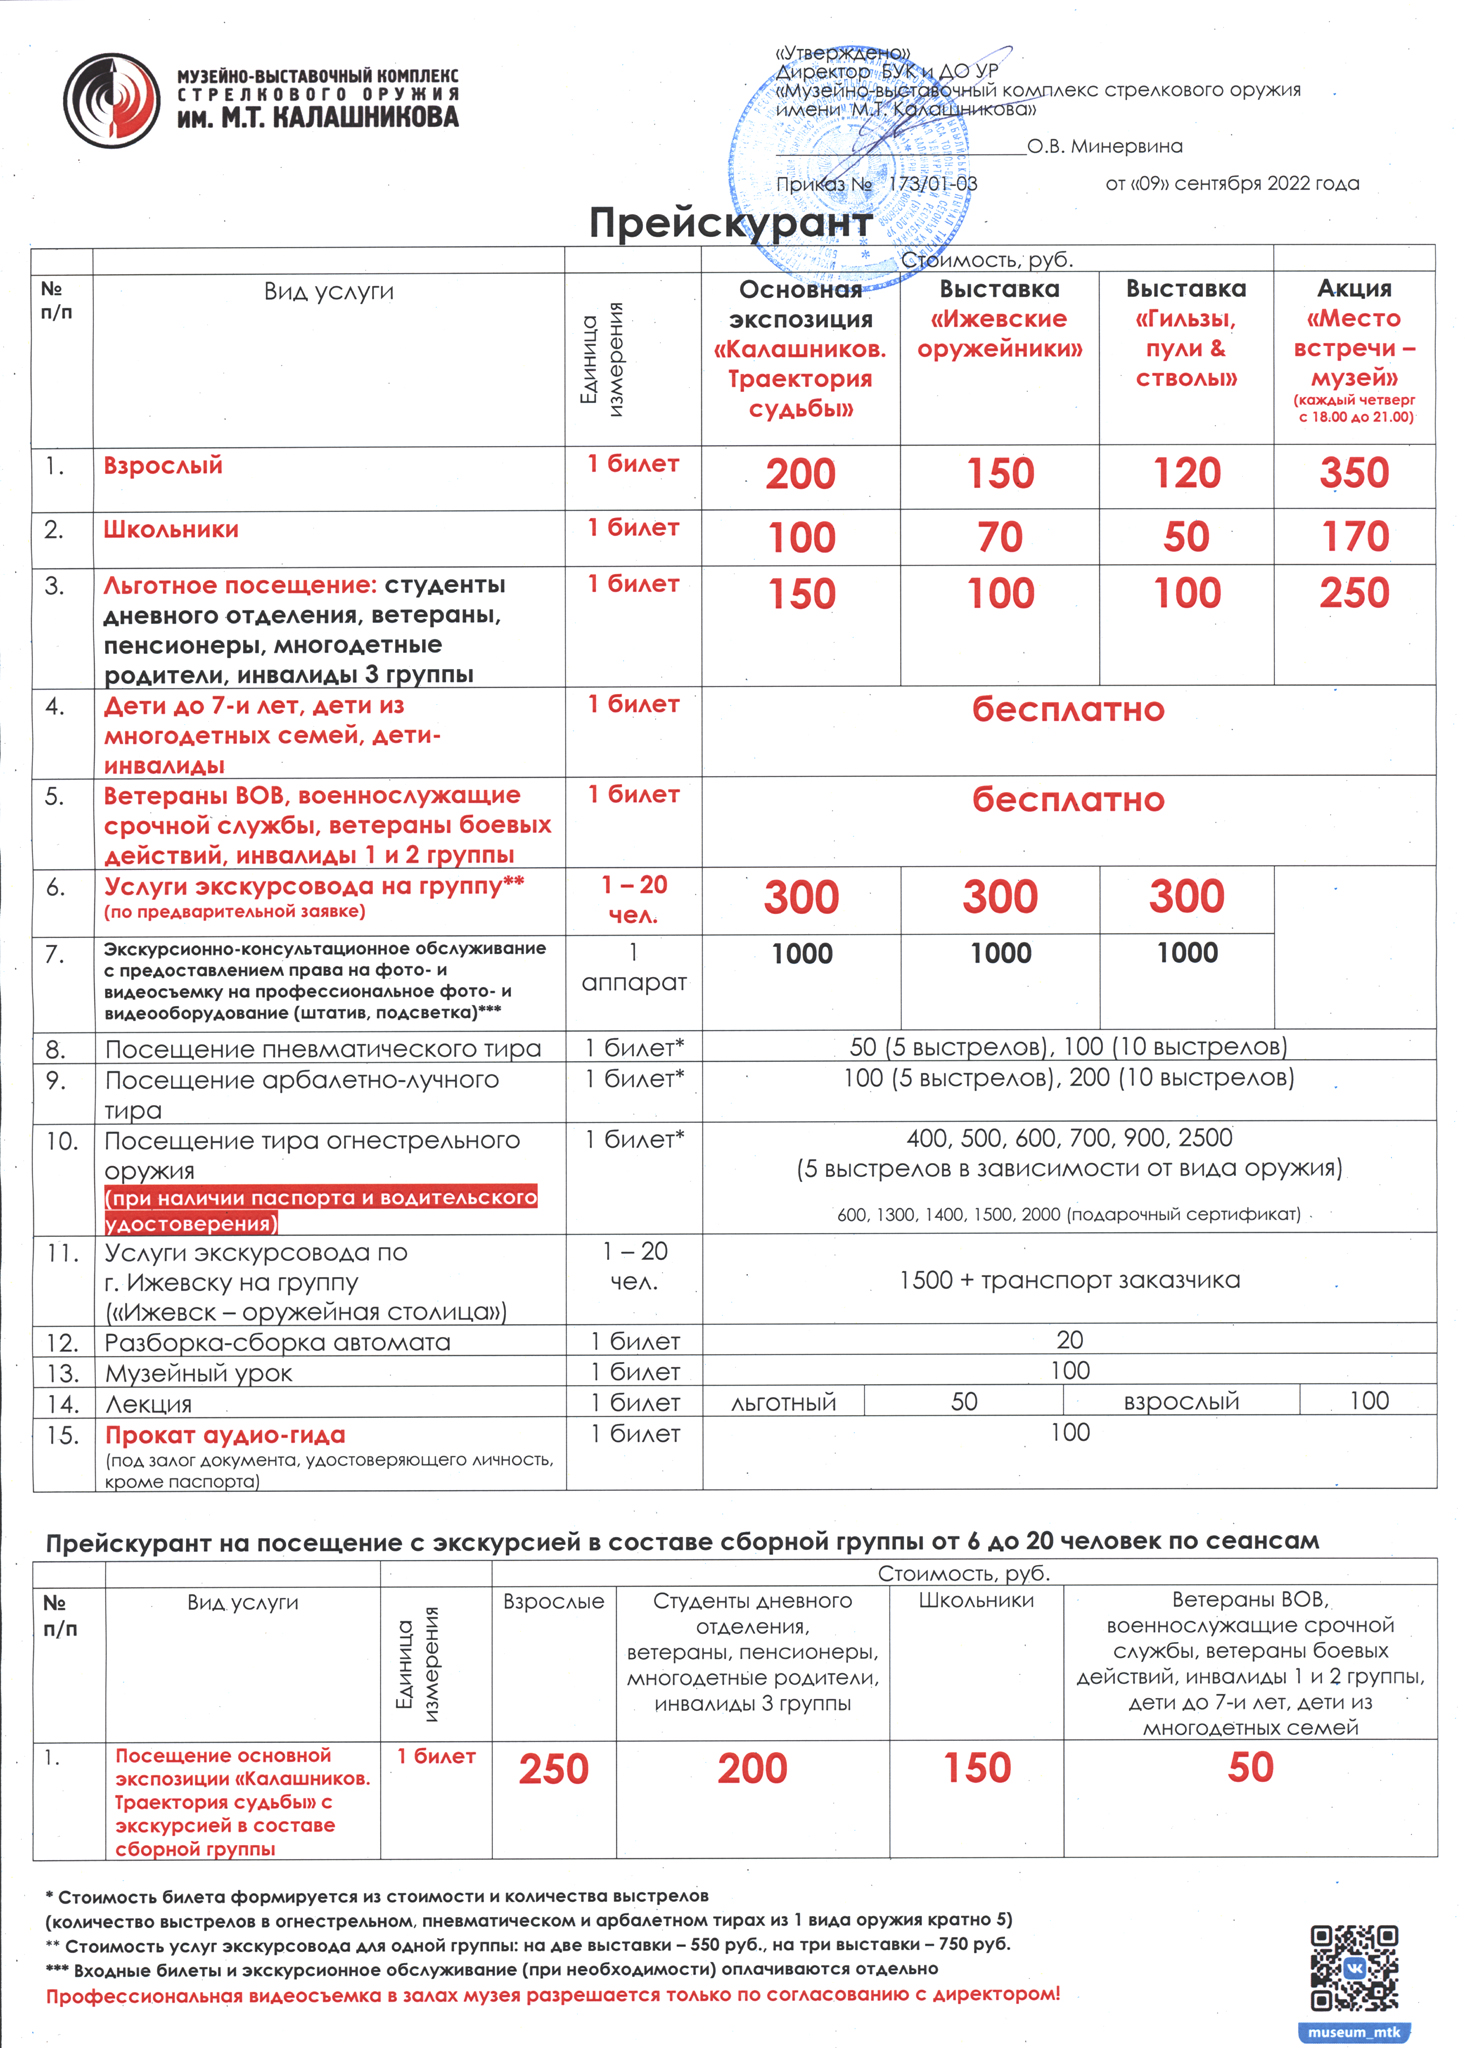 МУЗЕЙНО-ВЫСТАВОЧНЫЙ КОМПЛЕКС
СТРЕЛКОВОГО ОРУЖИЯ
ИМ. М.Т. КАЛАШНИКОВА
«Утверждено»
Директор БУК и ДО УР
«Музейно-выставочный комплекс стрелкового оружия
имени М.Т. Калашникова»
О.В. Минервина
Приказ № 173/01-03 от «09» сентября 2022 года
Прейскурант
Стоимость, руб.
№
п/п
Вид услуги
Единица
измерения
Основная
экспозиция
«Калашников.
Траектория
судьбы»
Выставка
«Ижевские
оружейники»
Выставка
«Гильзы,
пули &
стволы»
Акция
«Место
встречи –
музей»
(каждый четверг
с 18.00 до 21.00)
1. Взрослый 1 билет 200 150 120 350
2. Школьники 1 билет 100 70 50 170
3. Льготное посещение: студенты 1 билет 150 100 100 250
дневного отделения, ветераны,
пенсионеры, многодетные
родители, инвалиды 3 группы
4. Дети до 7-и лет, дети из 1 билет бесплатно
многодетных семей, дети-
инвалиды
5. Ветераны ВОВ, военнослужащие 1 билет бесплатно
срочной службы, ветераны боевых
действий, инвалиды 1 и 2 группы
6. Услуги экскурсовода на группу** 1 – 20 300 300 300
(по предварительной заявке) чел.
7. Экскурсионно-консультационное обслуживание 1 1000 1000 1000
с предоставлением права на фото- и аппарат
видеосъемку на профессиональное фото- и
видеооборудование (штатив, подсветка)***
8. Посещение пневматического тира 1 билет* 50 (5 выстрелов), 100 (10 выстрелов)
9. Посещение арбалетно-лучного 1 билет* 100 (5 выстрелов), 200 (10 выстрелов)
тира
10. Посещение тира огнестрельного 1 билет* 400, 500, 600, 700, 900, 2500
оружия (5 выстрелов в зависимости от вида оружия)
(при наличии паспорта и водительского
удостоверения)
600, 1300, 1400, 1500, 2000 (подарочный сертификат)
11. Услуги экскурсовода по 1 – 20
г. Ижевску на группу чел. 1500 + транспорт заказчика
(«Ижевск – оружейная столица»)
12. Разборка-сборка автомата 1 билет 20
13. Музейный урок 1 билет 100
14. Лекция 1 билет льготный 50 взрослый 100
15. Прокат аудио-гида 1 билет 100
(под залог документа, удостоверяющего личность,
кроме паспорта)
Прейскурант на посещение с экскурсией в составе сборной группы от 6 до 20 человек по сеансам
Стоимость, руб.
№
п/п
Вид услуги
Единица
измерения
Взрослые
Студенты дневного
отделения,
ветераны, пенсионеры,
многодетные родители,
инвалиды 3 группы
Школьники
Ветераны ВОВ,
военнослужащие срочной
службы, ветераны боевых
действий, инвалиды 1 и 2 группы,
дети до 7-и лет, дети из
многодетных семей
1. Посещение основной 1 билет 250 200 150 50
экспозиции «Калашников.
Траектория судьбы» с
экскурсией в составе
сборной группы
* Стоимость билета формируется из стоимости и количества выстрелов
(количество выстрелов в огнестрельном, пневматическом и арбалетном тирах из 1 вида оружия кратно 5)
** Стоимость услуг экскурсовода для одной группы: на две выставки – 550 руб., на три выставки – 750 руб.
*** Входные билеты и экскурсионное обслуживание (при необходимости) оплачиваются отдельно
Профессиональная видеосъемка в залах музея разрешается только по согласованию с директором!
museum_mtk